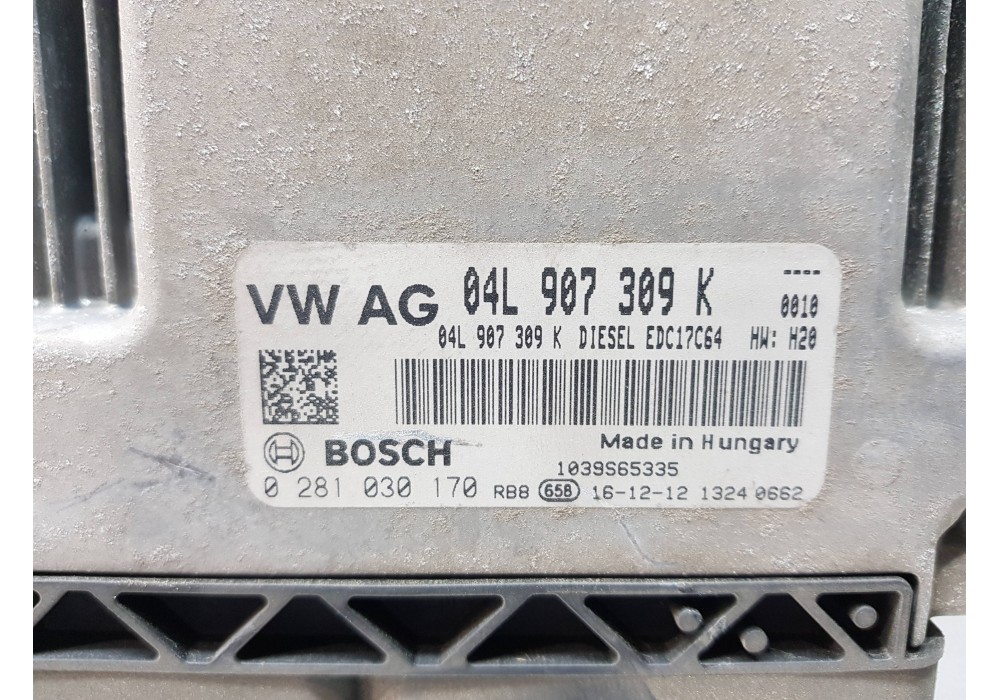 VW AG 04L 907 309 K ----
0010
04L 907 309 K DIESEL EDC17C64 HW: H20
BOSCH
Made in Hungary
1039S65335
0 281 030 170 RB8 658 16-12-12 1324 0662